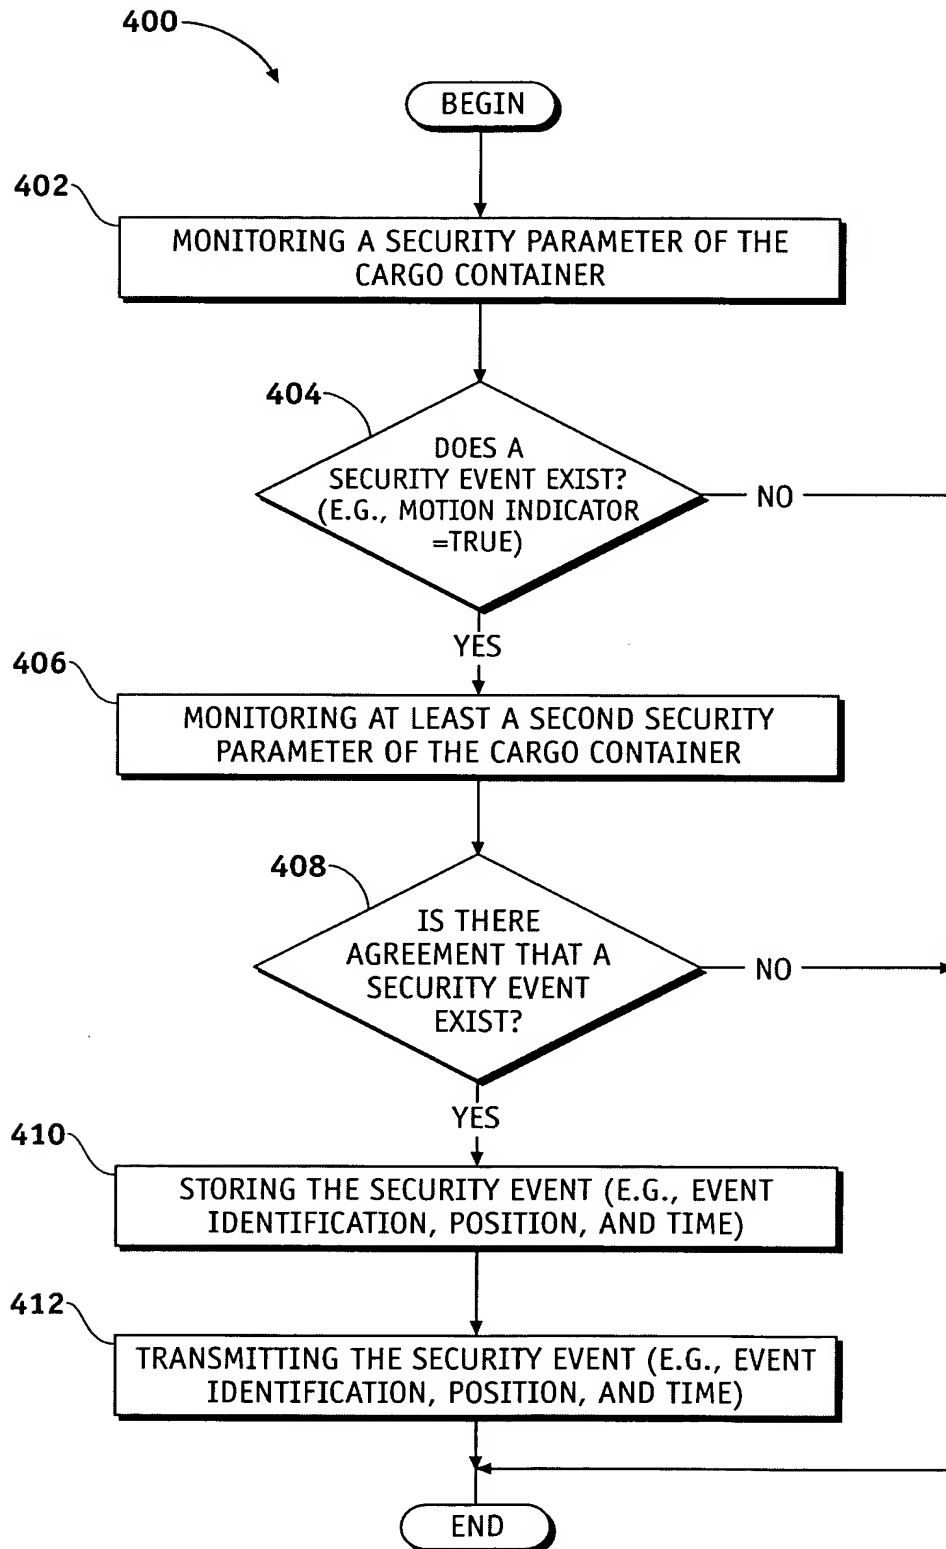 400
BEGIN
402
MONITORING A SECURITY PARAMETER OF THE
CARGO CONTAINER
404
DOES A
SECURITY EVENT EXIST?
(E.G., MOTION INDICATOR
=TRUE)
NO
YES
406
MONITORING AT LEAST A SECOND SECURITY
PARAMETER OF THE CARGO CONTAINER
408
IS THERE
AGREEMENT THAT A
SECURITY EVENT
EXIST?
NO
YES
410
STORING THE SECURITY EVENT (E.G., EVENT
IDENTIFICATION, POSITION, AND TIME)
412
TRANSMITTING THE SECURITY EVENT (E.G., EVENT
IDENTIFICATION, POSITION, AND TIME)
END